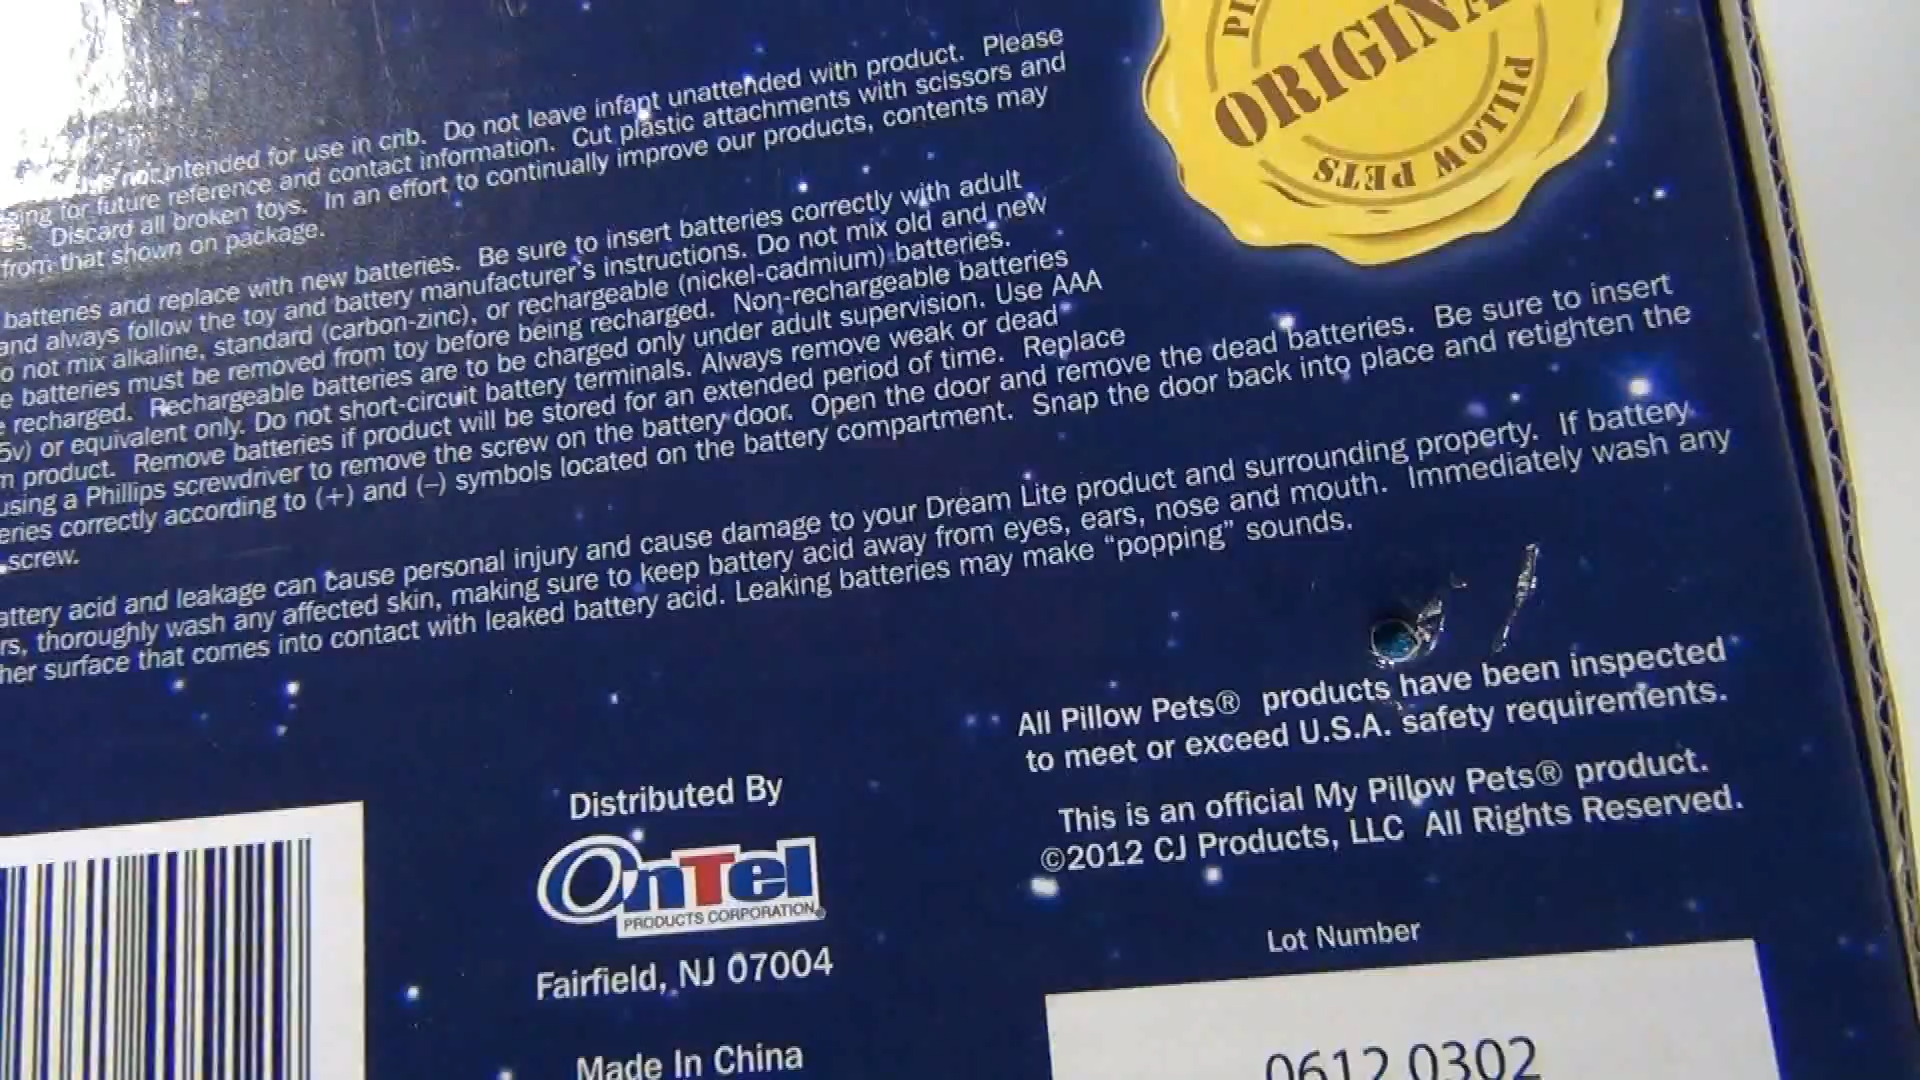 ORIGINA
PILLOW PETS
not intended for use in crib. Do not leave infant unattended with product. Please
for future reference and contact information. Cut plastic attachments with scissors and
Discard all broken toys. In an effort to continually improve our products, contents may
from that shown on package.
batteries and replace with new batteries. Be sure to insert batteries correctly with adult
and always follow the toy and battery manufacturer's instructions. Do not mix old and new
o not mix alkaline, standard (carbon-zinc), or rechargeable (nickel-cadmium) batteries.
e batteries must be removed from toy before being recharged. Non-rechargeable batteries
e recharged. Rechargeable batteries are to be charged only under adult supervision. Use AAA
5v) or equivalent only. Do not short-circuit battery terminals. Always remove weak or dead
m product. Remove batteries if product will be stored for an extended period of time. Replace
using a Phillips screwdriver to remove the screw on the battery door. Open the door and remove the dead batteries. Be sure to insert
eries correctly according to (+) and (–) symbols located on the battery compartment. Snap the door back into place and retighten the
screw.
attery acid and leakage can cause personal injury and cause damage to your Dream Lite product and surrounding property. If battery
rs, thoroughly wash any affected skin, making sure to keep battery acid away from eyes, ears, nose and mouth. Immediately wash any
her surface that comes into contact with leaked battery acid. Leaking batteries may make “popping” sounds.
All Pillow Pets® products have been inspected
to meet or exceed U.S.A. safety requirements.
This is an official My Pillow Pets® product.
©2012 CJ Products, LLC All Rights Reserved.
Distributed By
OnTel
PRODUCTS CORPORATION®
Fairfield, NJ 07004
Made In China
Lot Number
0612 0302